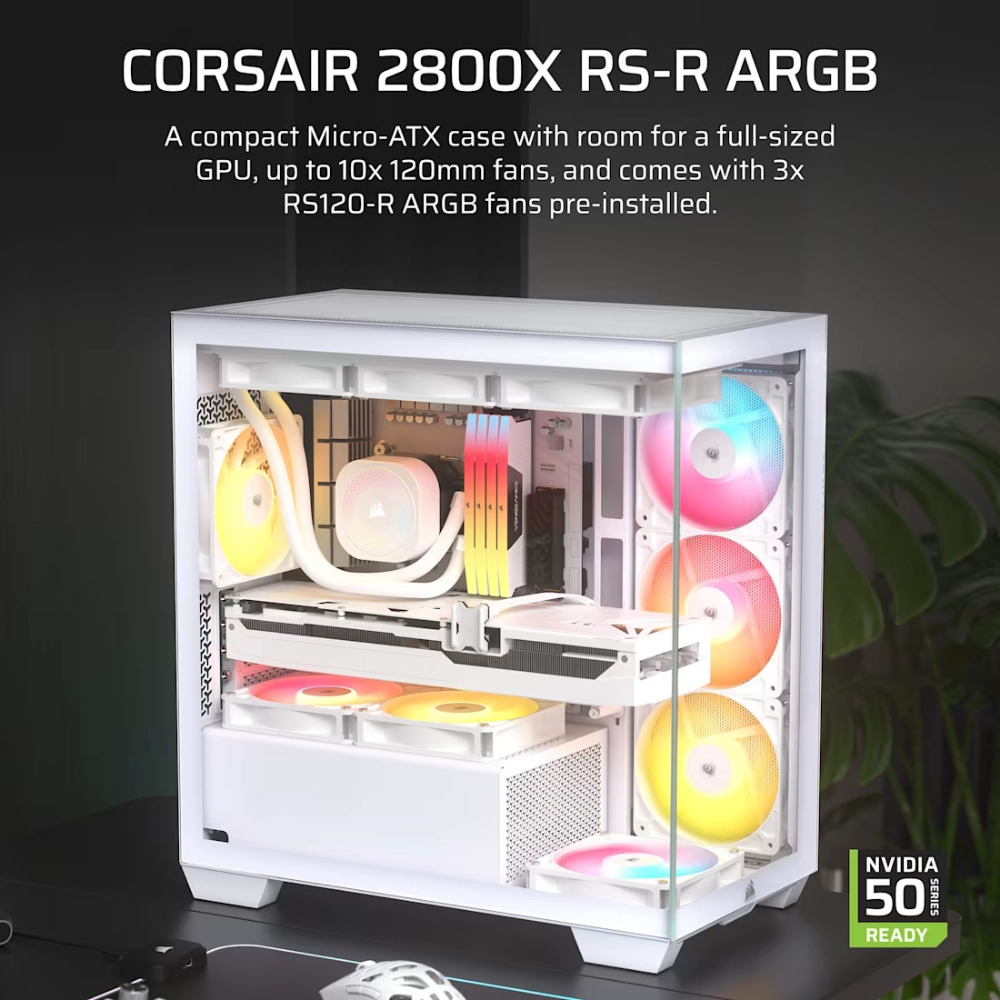 CORSAIR 2800X RS-R ARGB
A compact Micro-ATX case with room for a full-sized
GPU, up to 10x 120mm fans, and comes with 3x
RS120-R ARGB fans pre-installed.
VENGEANCE
NVIDIA
50 SERIES
READY